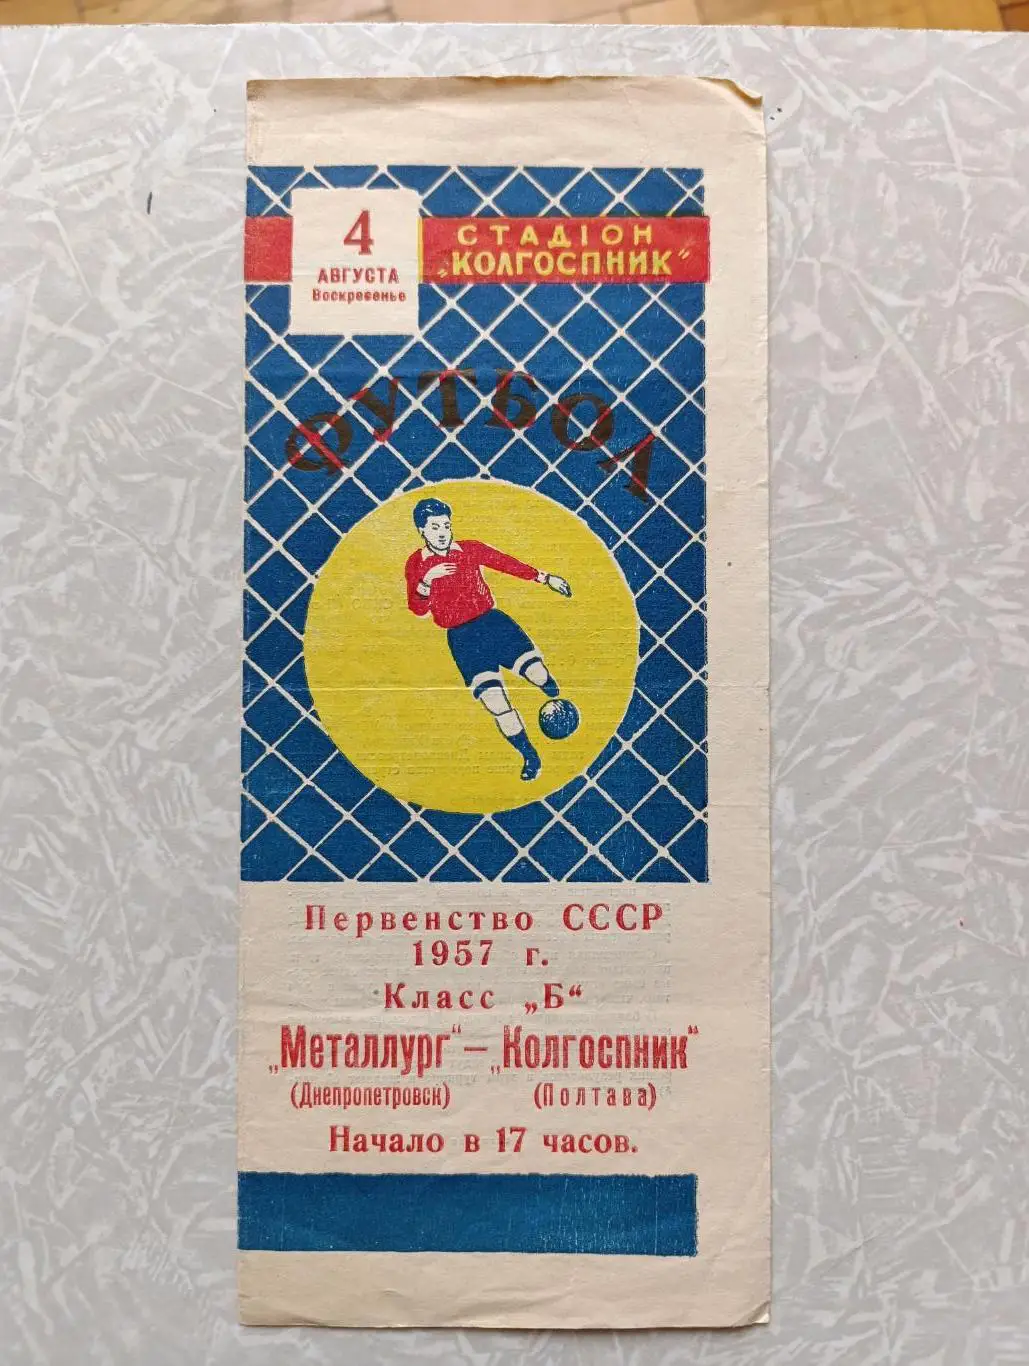 4
АВГУСТА
Воскресенье
СТАДІОН
„КОЛГОСПНИК"
ФУТБОЛ
Первенство СССР
1957 г.
Класс „Б“
„Металлург“ – „Колгоспник"
(Днепропетровск) (Полтава)
Начало в 17 часов.